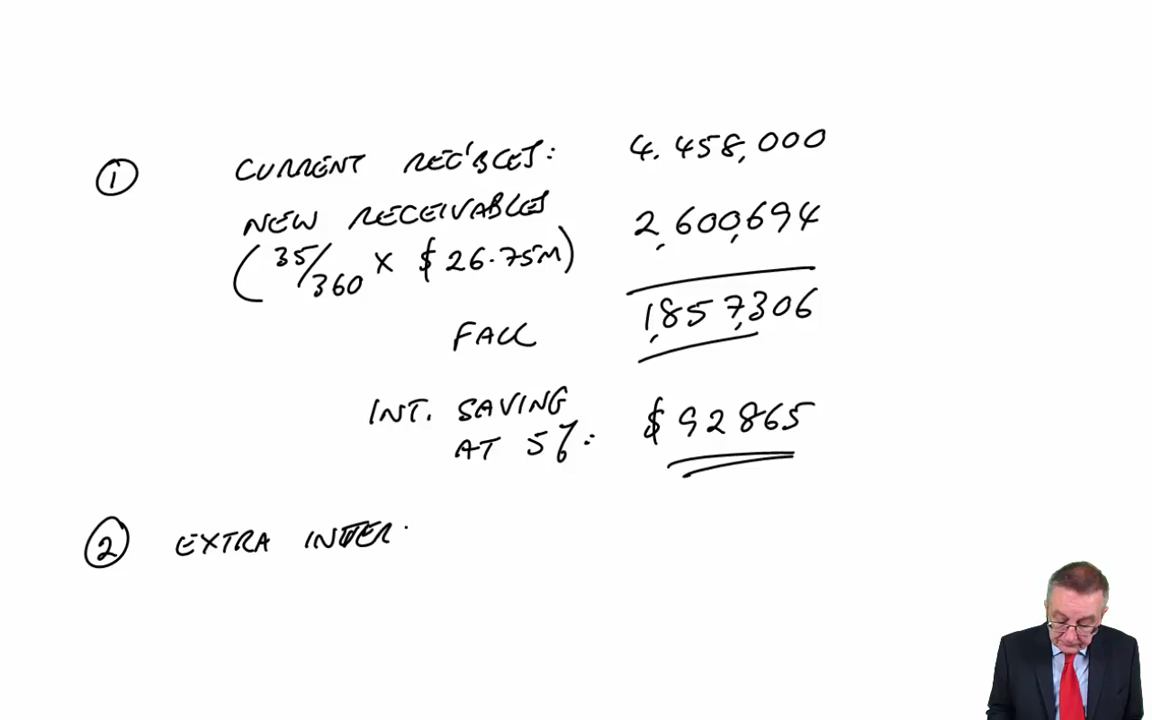 ① CURRENT REC'BLES: 4.458,000
NEW RECEIVABLES 2,600,694
(35/360 X $26.75M)
FALL 1,857,306
INT. SAVING
AT 5%: $92865
② EXTRA INTER